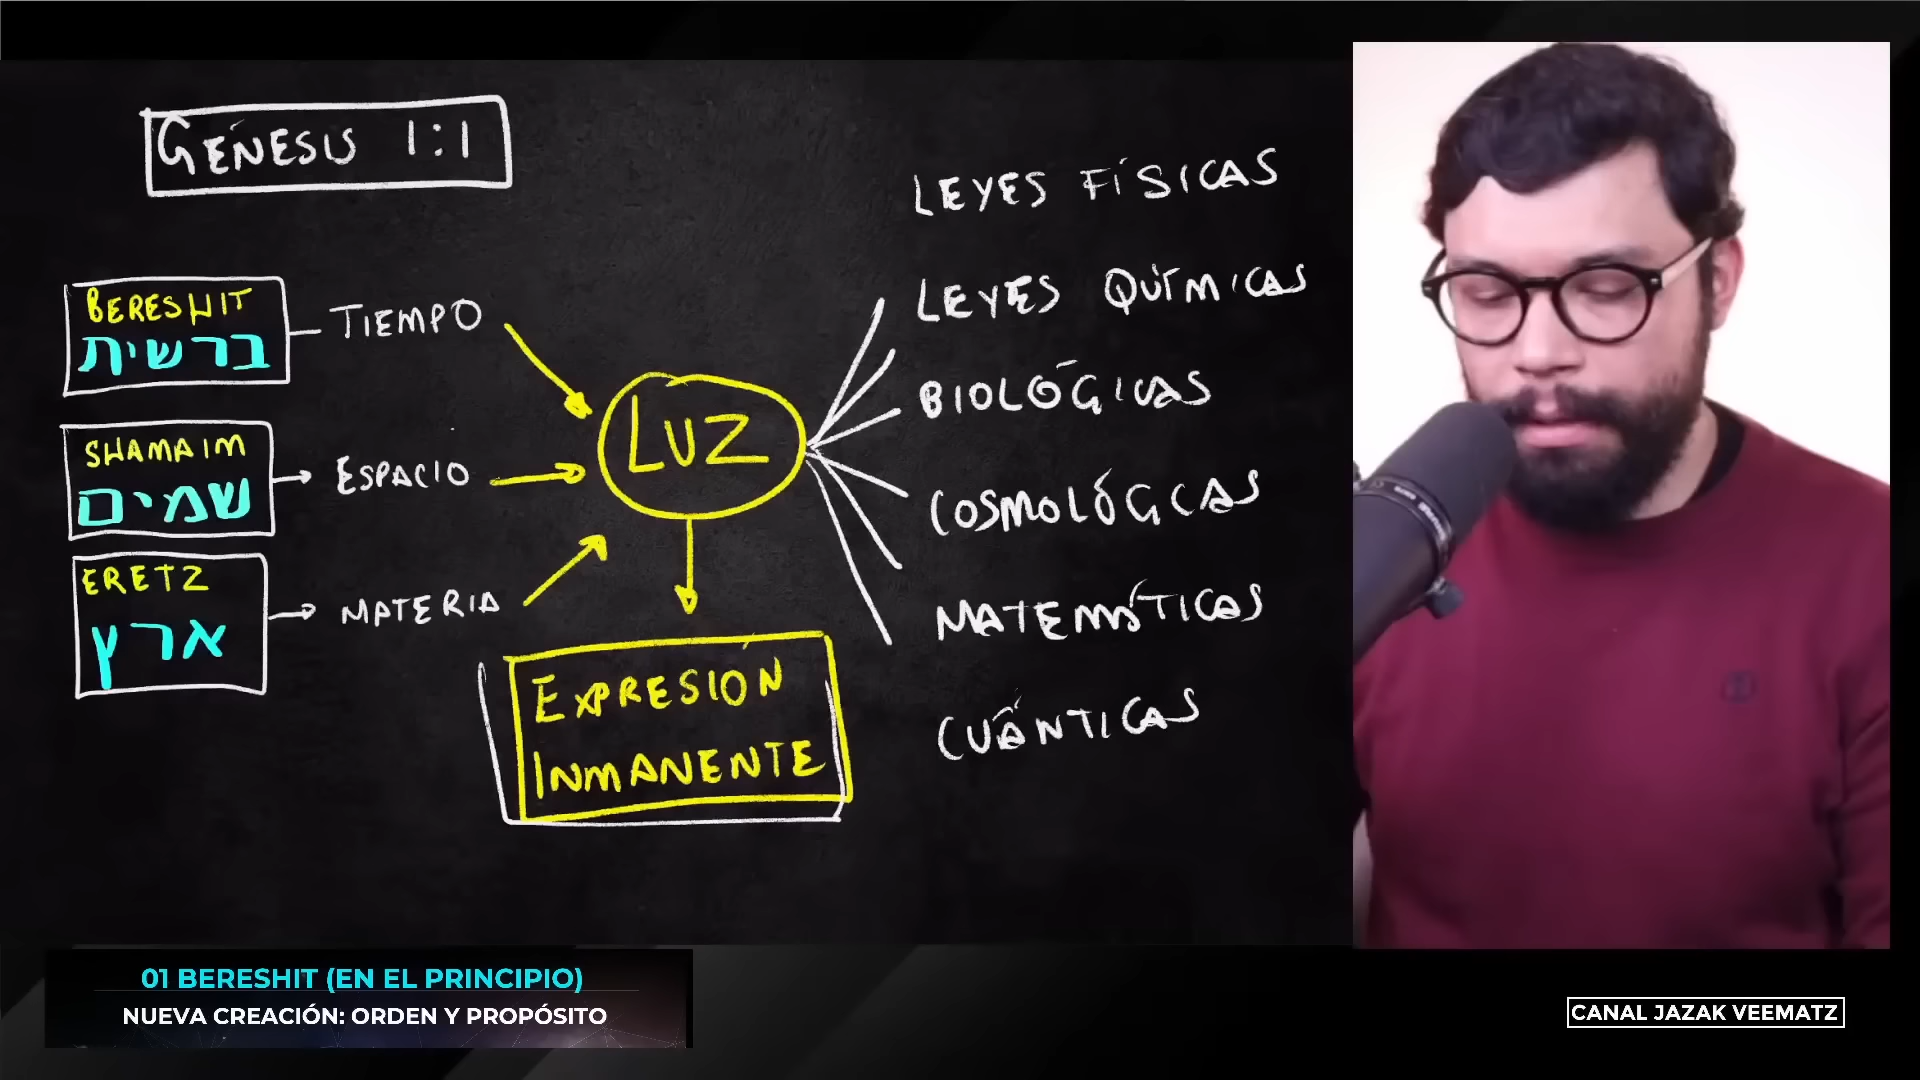 GÉNESIS 1:1
BERESHIT
ברשית
TIEMPO
SHAMAIM
שמים
ESPACIO
ERETZ
ארץ
MATERIA
LUZ
EXPRESIÓN
INMANENTE
LEYES FÍSICAS
LEYES QUÍMICAS
BIOLÓGICAS
COSMOLÓGICAS
MATEMÁTICAS
CUÁNTICAS
01 BERESHIT (EN EL PRINCIPIO)
NUEVA CREACIÓN: ORDEN Y PROPÓSITO
CANAL JAZAK VEEMATZ